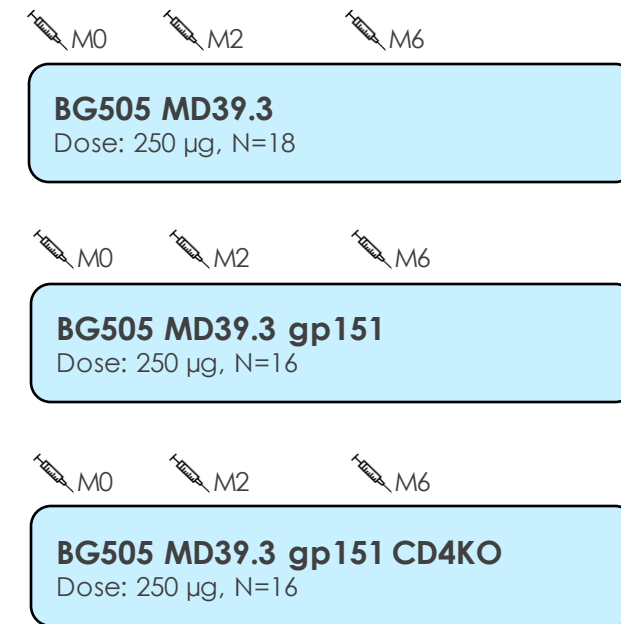 M0 M2 M6
BG505 MD39.3
Dose: 250 µg, N=18
M0 M2 M6
BG505 MD39.3 gp151
Dose: 250 µg, N=16
M0 M2 M6
BG505 MD39.3 gp151 CD4KO
Dose: 250 µg, N=16